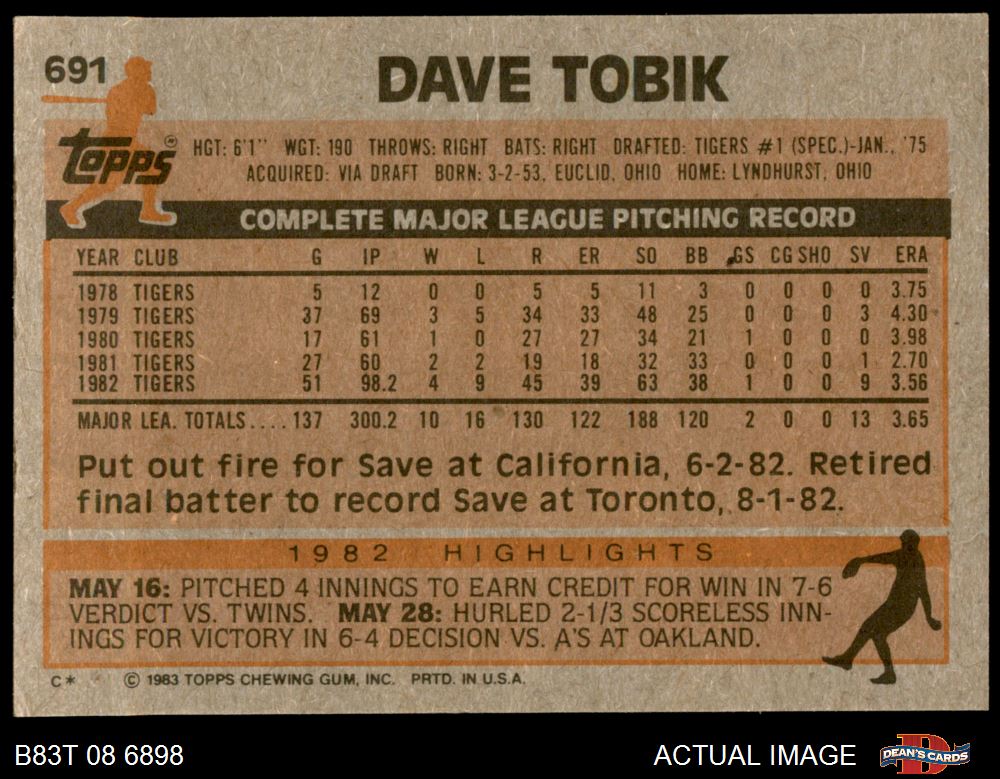 691
DAVE TOBIK
TOPPS®
HGT: 6'1" WGT: 190 THROWS: RIGHT BATS: RIGHT DRAFTED: TIGERS #1 (SPEC.)-JAN., '75
ACQUIRED: VIA DRAFT BORN: 3-2-53, EUCLID, OHIO HOME: LYNDHURST, OHIO
COMPLETE MAJOR LEAGUE PITCHING RECORD
YEAR CLUB G IP W L R ER SO BB GS CG SHO SV ERA
1978 TIGERS 5 12 0 0 5 5 11 3 0 0 0 0 3.75
1979 TIGERS 37 69 3 5 34 33 48 25 0 0 0 3 4.30
1980 TIGERS 17 61 1 0 27 27 34 21 1 0 0 0 3.98
1981 TIGERS 27 60 2 2 19 18 32 33 0 0 0 1 2.70
1982 TIGERS 51 98.2 4 9 45 39 63 38 1 0 0 9 3.56
MAJOR LEA. TOTALS.... 137 300.2 10 16 130 122 188 120 2 0 0 13 3.65
Put out fire for Save at California, 6-2-82. Retired
final batter to record Save at Toronto, 8-1-82.
1982 HIGHLIGHTS
MAY 16: PITCHED 4 INNINGS TO EARN CREDIT FOR WIN IN 7-6
VERDICT VS. TWINS. MAY 28: HURLED 2-1/3 SCORELESS INN-
INGS FOR VICTORY IN 6-4 DECISION VS. A'S AT OAKLAND.
C* © 1983 TOPPS CHEWING GUM, INC. PRTD. IN U.S.A.
B83T 08 6898 ACTUAL IMAGE DEAN'S CARDS